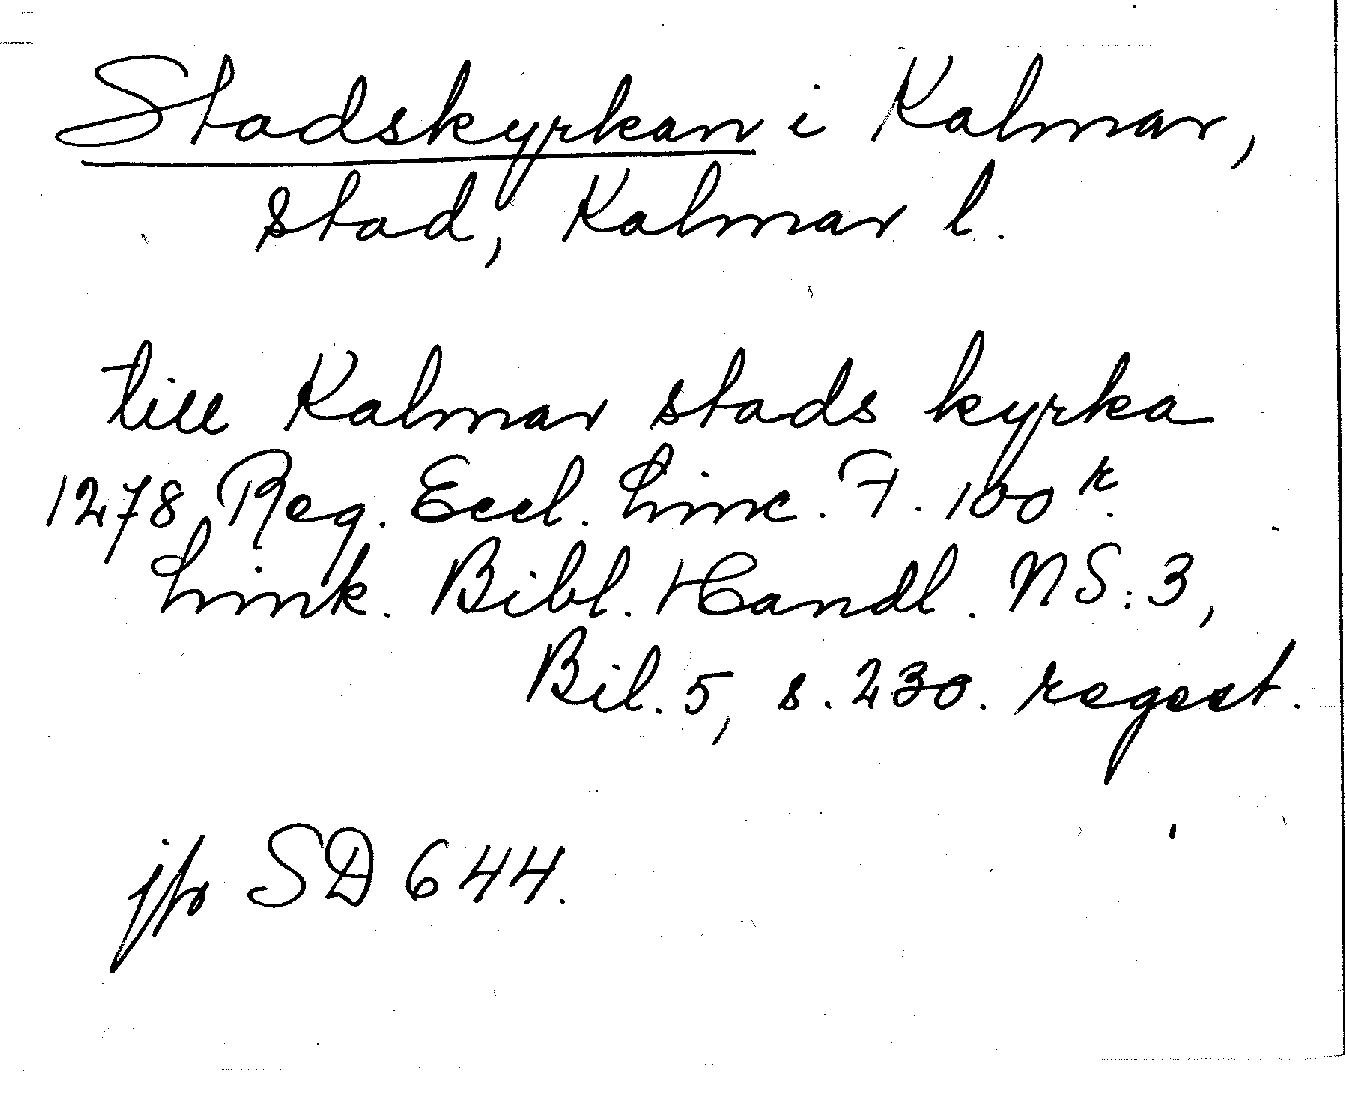 Stadskyrkan i Kalmar,
stad, Kalmar l.
till Kalmar stads kyrka
1278 Reg. Eccl. Linc. F. 100 r.
Link. Bibl. Handl. NS: 3,
Bil. 5, s. 230. regest.
jfr SD 644.